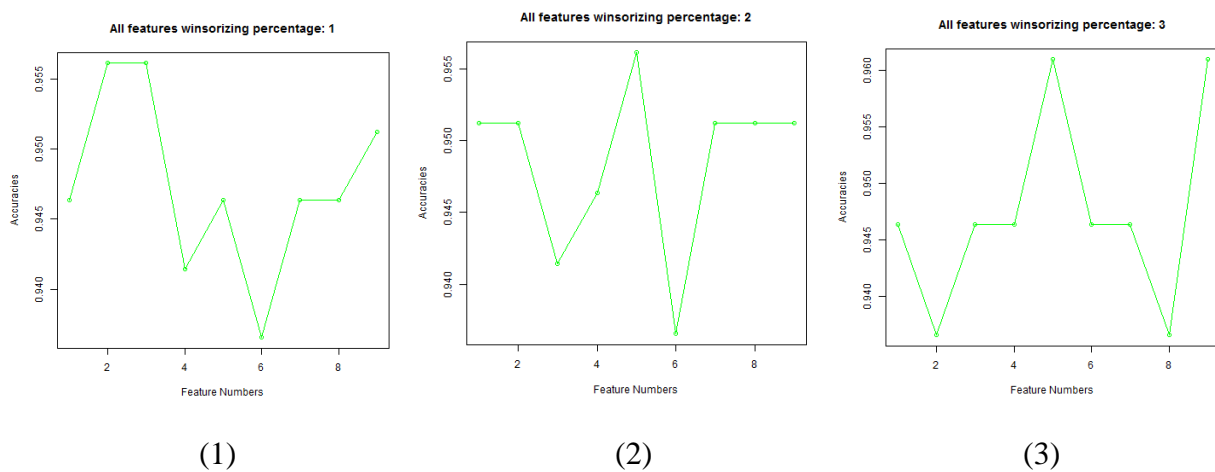 All features winsorizing percentage: 1
0.955
0.950
0.945
0.940
Accuracies
2 4 6 8
Feature Numbers
(1)
All features winsorizing percentage: 2
0.955
0.950
0.945
0.940
Accuracies
2 4 6 8
Feature Numbers
(2)
All features winsorizing percentage: 3
0.960
0.955
0.950
0.945
0.940
Accuracies
2 4 6 8
Feature Numbers
(3)